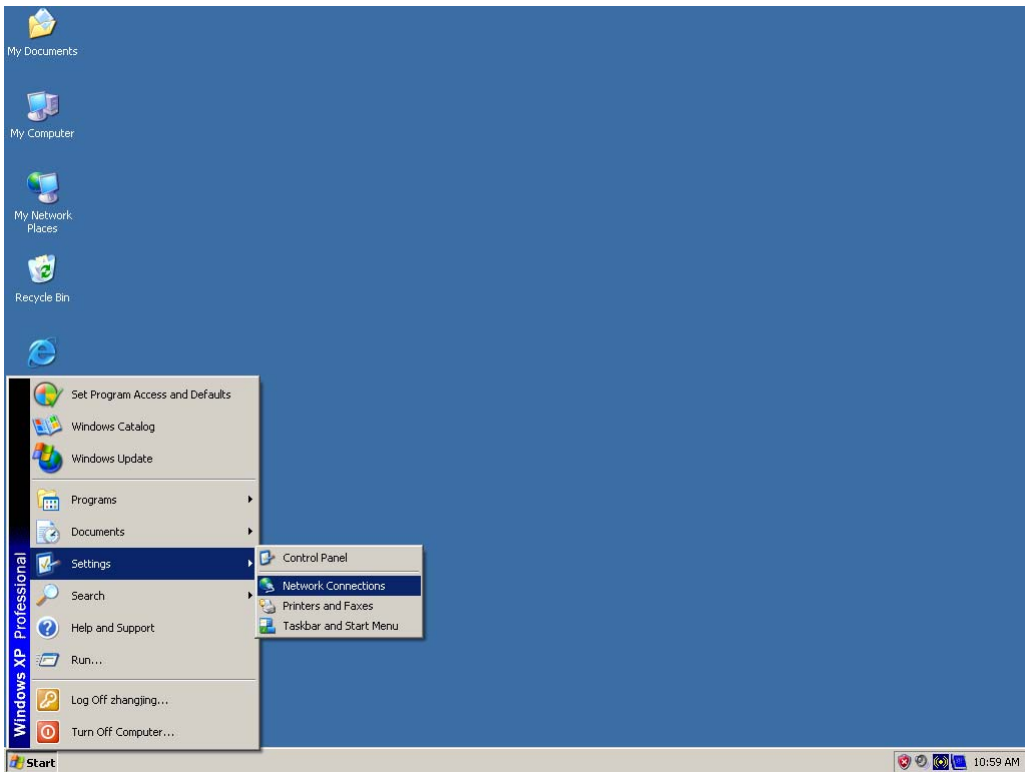 My Documents
My Computer
My Network
Places
Recycle Bin
Set Program Access and Defaults
Windows Catalog
Windows Update
Programs
Documents
Settings
Search
Help and Support
Run...
Log Off zhangjing...
Turn Off Computer...
Windows XP Professional
Control Panel
Network Connections
Printers and Faxes
Taskbar and Start Menu
Start
10:59 AM